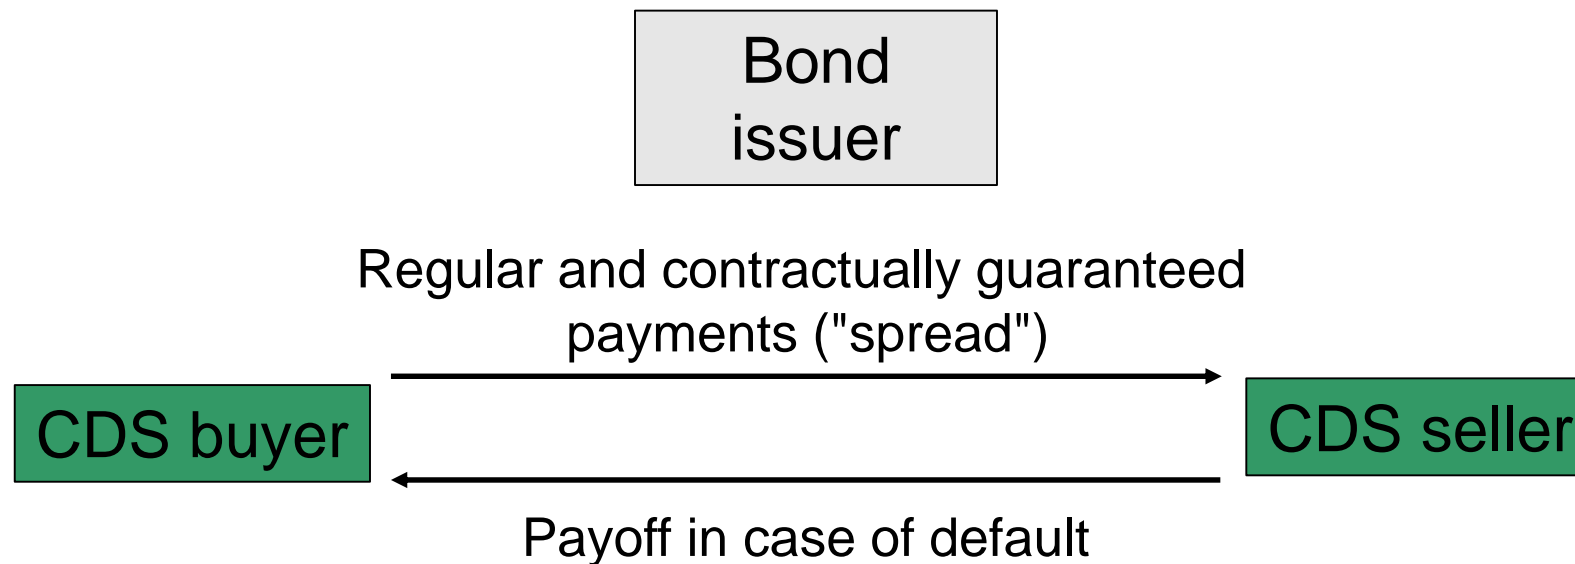 Bond
issuer
Regular and contractually guaranteed
payments ("spread")
CDS buyer
CDS seller
Payoff in case of default